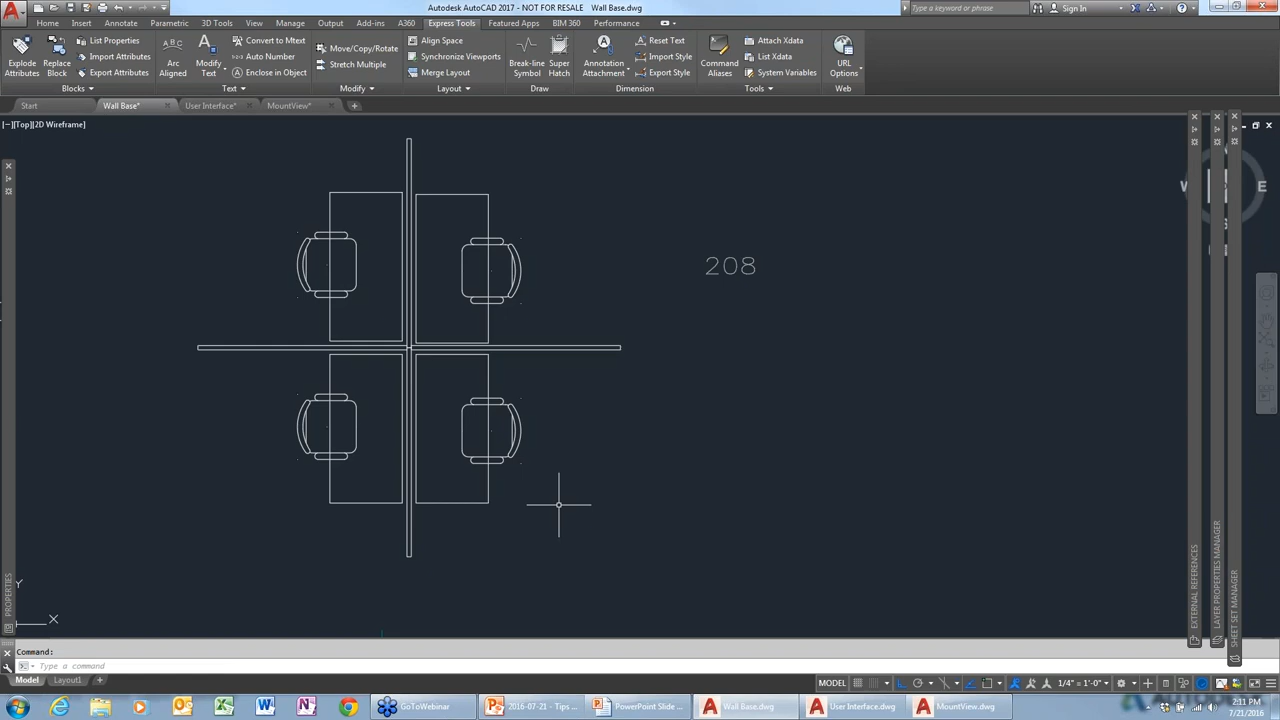 Autodesk AutoCAD 2017 - NOT FOR RESALE Wall Base.dwg
Type a keyword or phrase
Sign In
Home Insert Annotate Parametric 3D Tools View Manage Output Add-ins A360 Express Tools Featured Apps BIM 360 Performance
Explode Attributes
Replace Block
List Properties
Import Attributes
Export Attributes
Blocks
Arc Aligned
Modify Text
Convert to Mtext
Auto Number
Enclose in Object
Text
Move/Copy/Rotate
Stretch Multiple
Modify
Align Space
Synchronize Viewports
Merge Layout
Layout
Break-line Symbol
Super Hatch
Draw
Annotation Attachment
Reset Text
Import Style
Export Style
Dimension
Command Aliases
Attach Xdata
List Xdata
System Variables
Tools
URL Options
Web
Start Wall Base* User Interface* MountView*
[−][Top][2D Wireframe]
W E
S
208
PROPERTIES
EXTERNAL REFERENCES
LAYER PROPERTIES MANAGER
SHEET SET MANAGER
Y
X
Command:
Type a command
Model Layout1
MODEL 1/4" = 1'-0"
GoToWebinar
2016-07-21 - Tips ...
PowerPoint Slide ...
Wall Base.dwg
User Interface.dwg
MountView.dwg
2:11 PM
7/21/2016